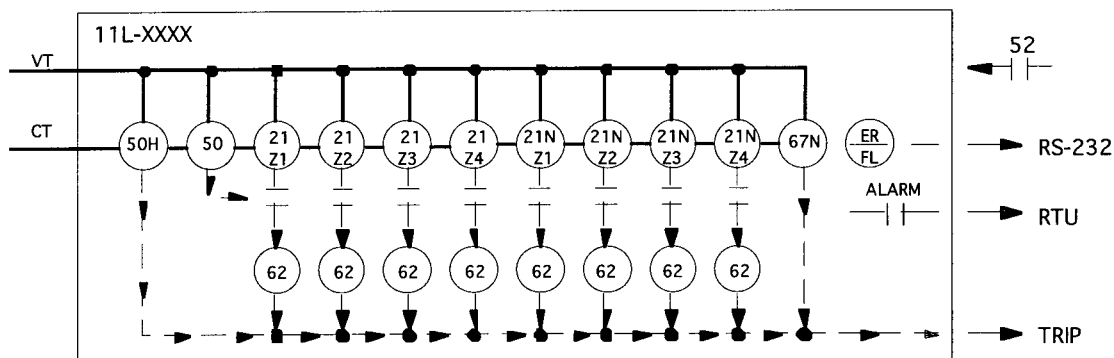 11L-XXXX
VT
52
CT
50H
50
21 Z1
21 Z2
21 Z3
21 Z4
21N Z1
21N Z2
21N Z3
21N Z4
67N
ER FL
RS-232
ALARM
RTU
62
62
62
62
62
62
62
62
TRIP